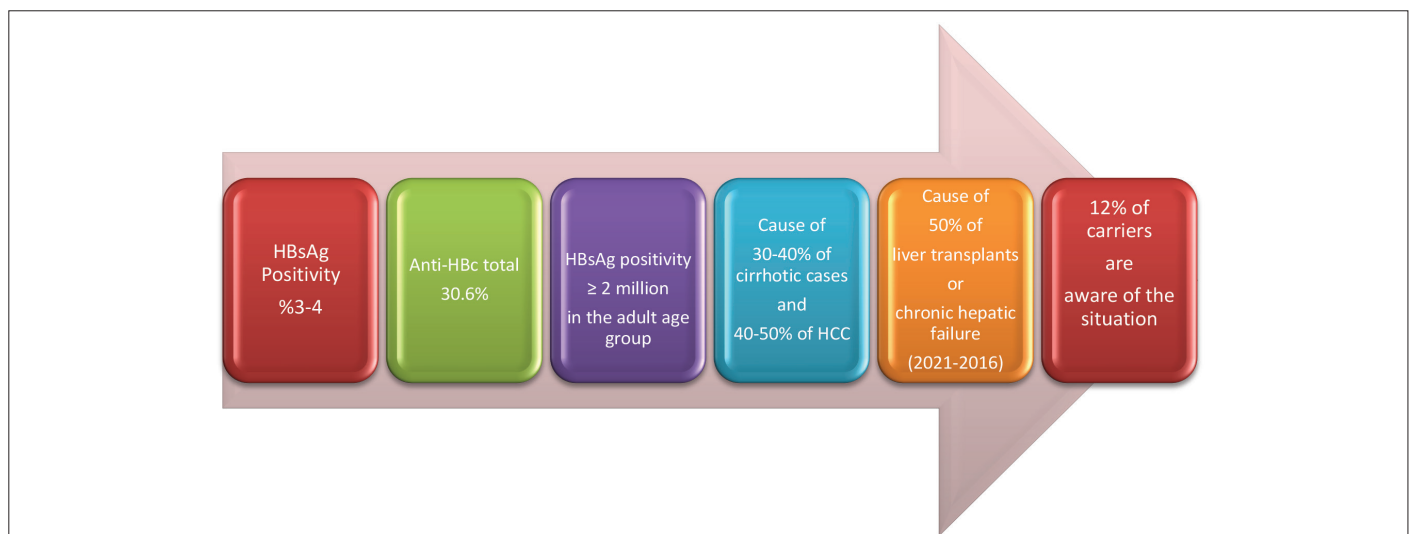 HBsAg
Positivity
%3-4
Anti-HBc total
30.6%
HBsAg positivity
≥ 2 million
in the adult age
group
Cause of
30-40% of
cirrhotic cases
and
40-50% of HCC
Cause of
50% of
liver transplants
or
chronic hepatic
failure
(2021-2016)
12% of
carriers
are
aware of the
situation